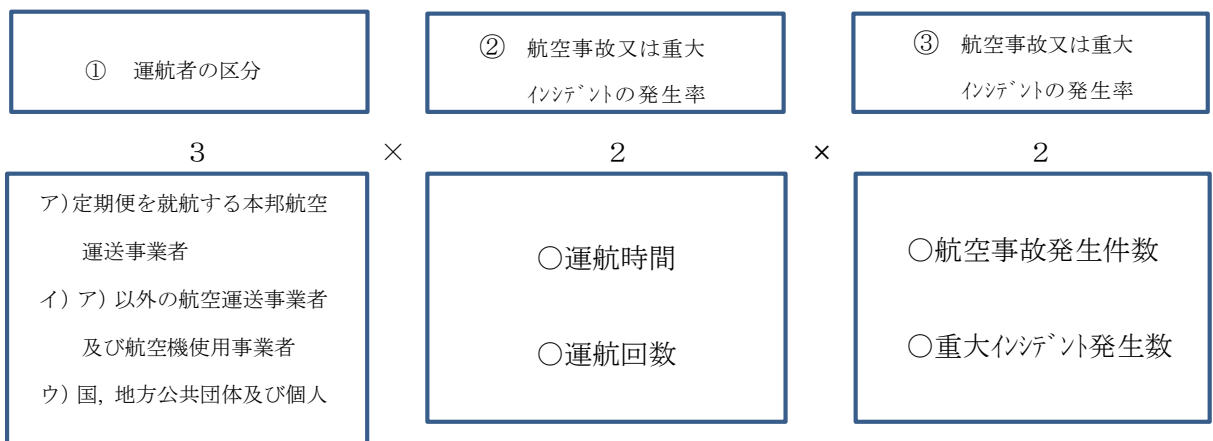 ① 運航者の区分
② 航空事故又は重大
ｲﾝｼﾃﾞﾝﾄの発生率
③ 航空事故又は重大
ｲﾝｼﾃﾞﾝﾄの発生率
３ × ２ × ２
ア）定期便を就航する本邦航空
運送事業者
イ）ア）以外の航空運送事業者
及び航空機使用事業者
ウ）国, 地方公共団体及び個人
○運航時間
○運航回数
○航空事故発生件数
○重大ｲﾝｼﾃﾞﾝﾄ発生数